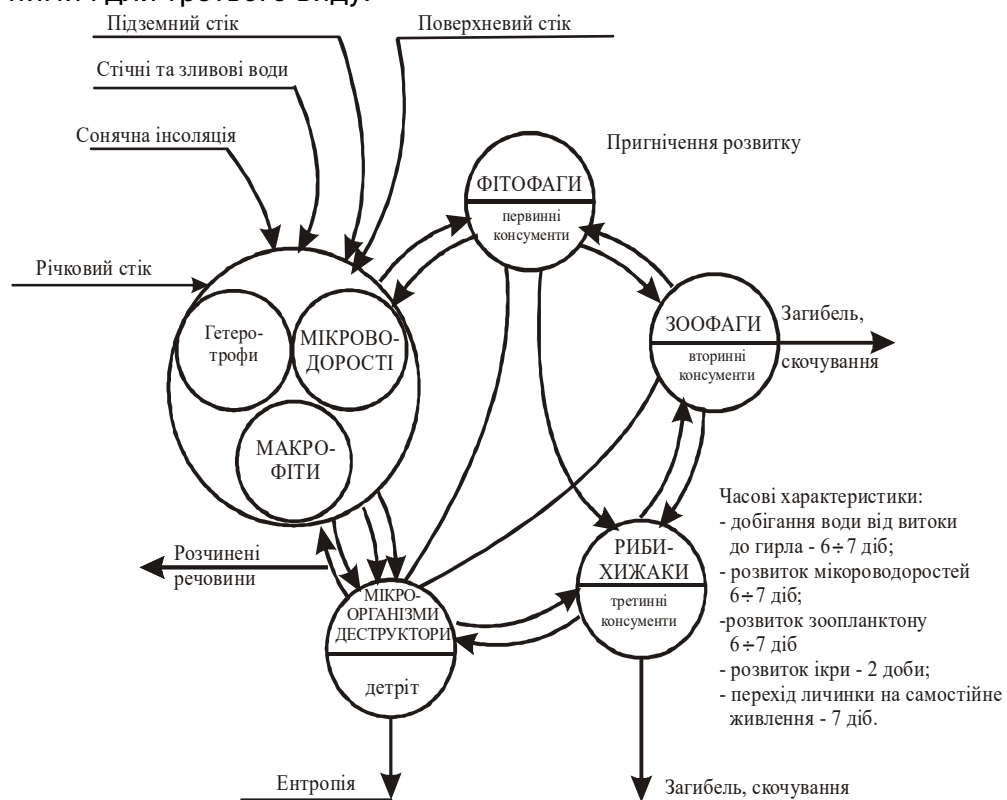 Підземний стік
Поверхневий стік
Стічні та зливові води
Сонячна інсоляція
Пригнічення розвитку
ФІТОФАГИ
первинні
консументи
Річковий стік
Гетеро-
трофи
МІКРОВО-
ДОРОСТІ
МАКРО-
ФІТИ
ЗООФАГИ
вторинні
консументи
Загибель,
скочування
Розчинені
речовини
РИБИ-
ХИЖАКИ
третинні
консументи
МІКРО-
ОРГАНІЗМИ
ДЕСТРУКТОРИ
детріт
Часові характеристики:
- добігання води від витоки
до гирла - 6÷7 діб;
- розвиток мікороводоростей
6÷7 діб;
-розвиток зоопланктону
6÷7 діб
- розвиток ікри - 2 доби;
- перехід личинки на самостійне
живлення - 7 діб.
Ентропія
Загибель, скочування